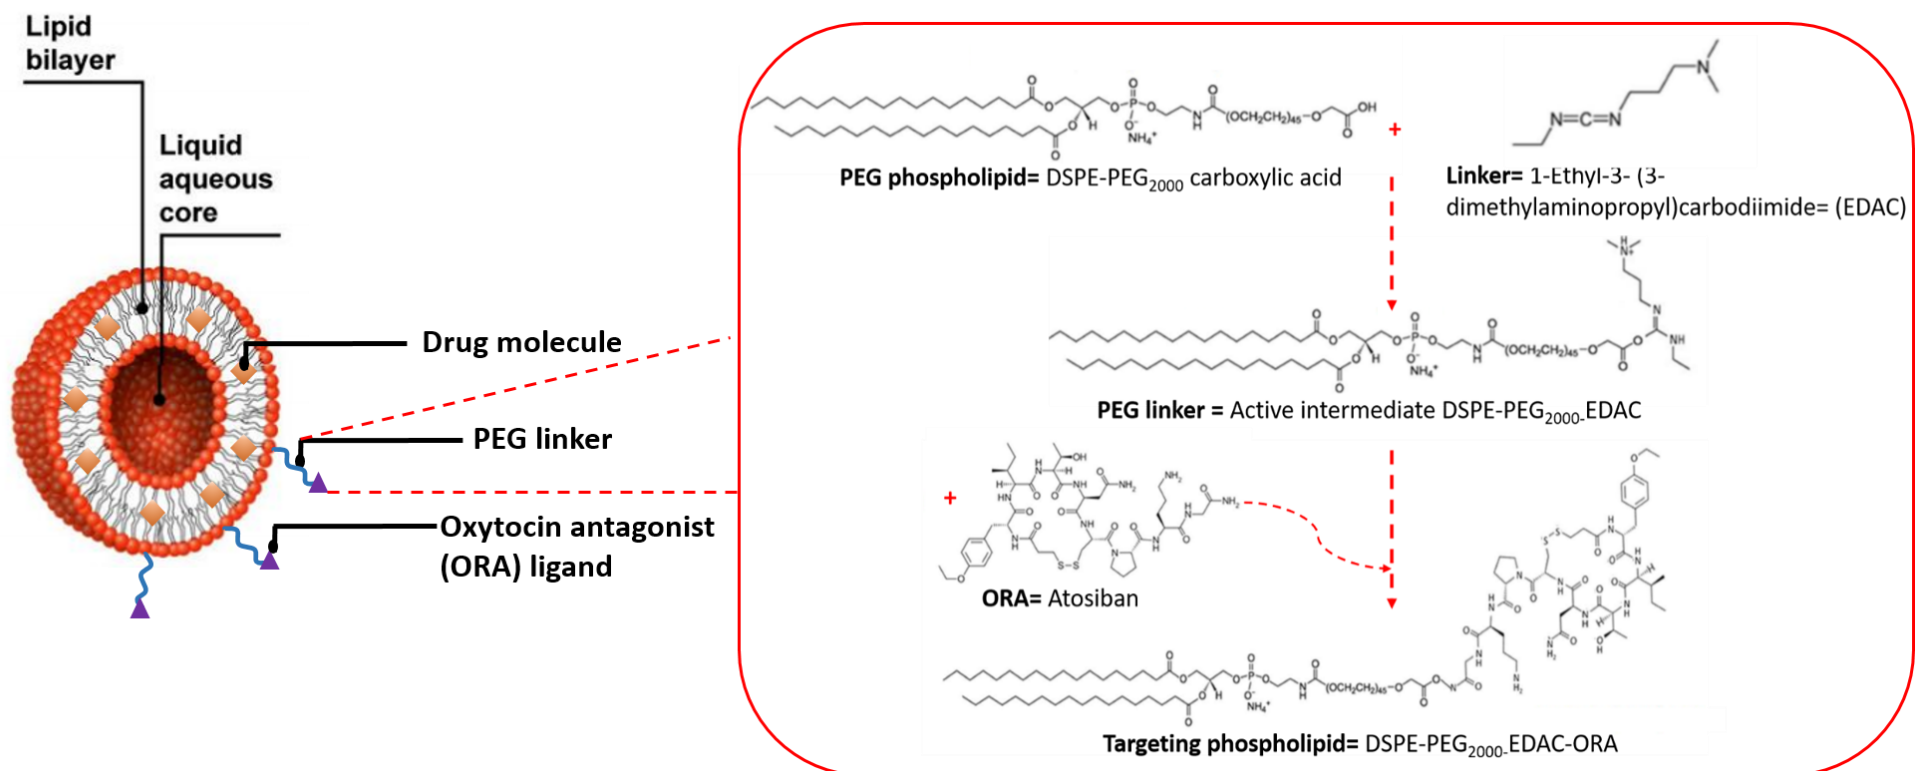 Lipid
bilayer
Liquid
aqueous
core
Drug molecule
PEG linker
Oxytocin antagonist
(ORA) ligand
PEG phospholipid= DSPE-PEG2000 carboxylic acid
+
Linker= 1-Ethyl-3- (3-
dimethylaminopropyl)carbodiimide= (EDAC)
PEG linker = Active intermediate DSPE-PEG2000-EDAC
+
ORA= Atosiban
Targeting phospholipid= DSPE-PEG2000-EDAC-ORA